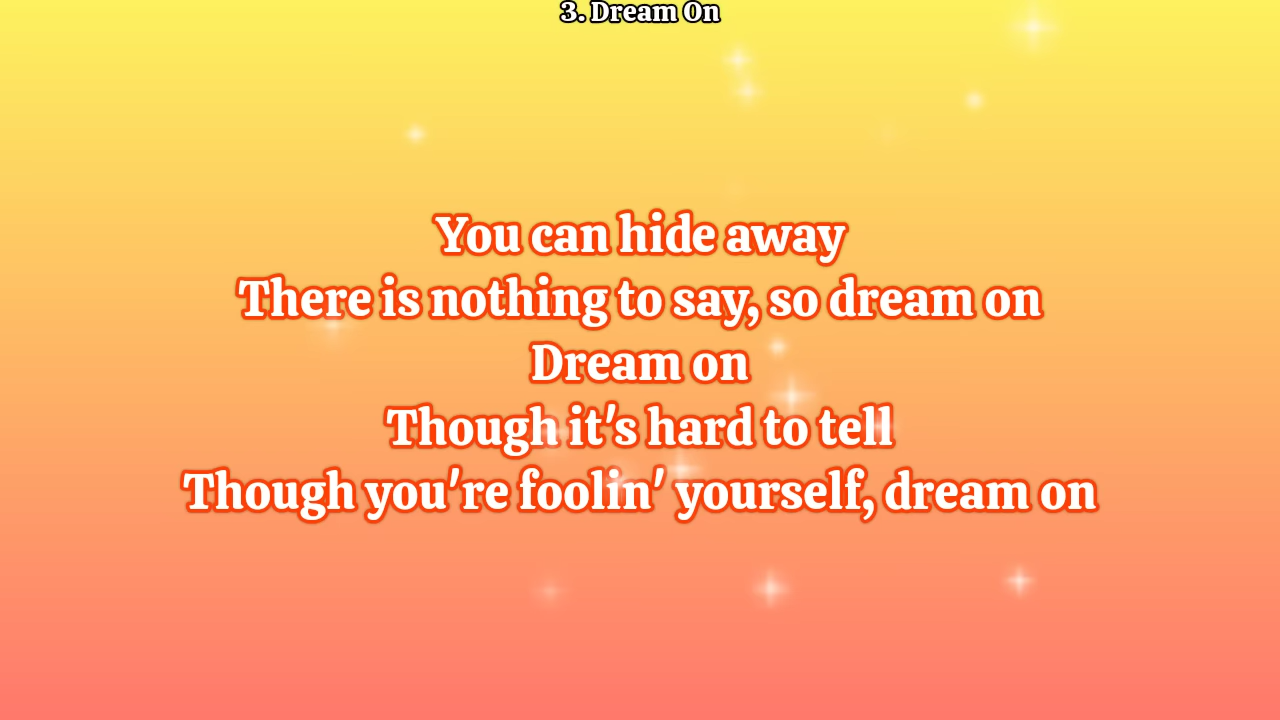 3. Dream On
You can hide away
There is nothing to say, so dream on
Dream on
Though it's hard to tell
Though you're foolin' yourself, dream on